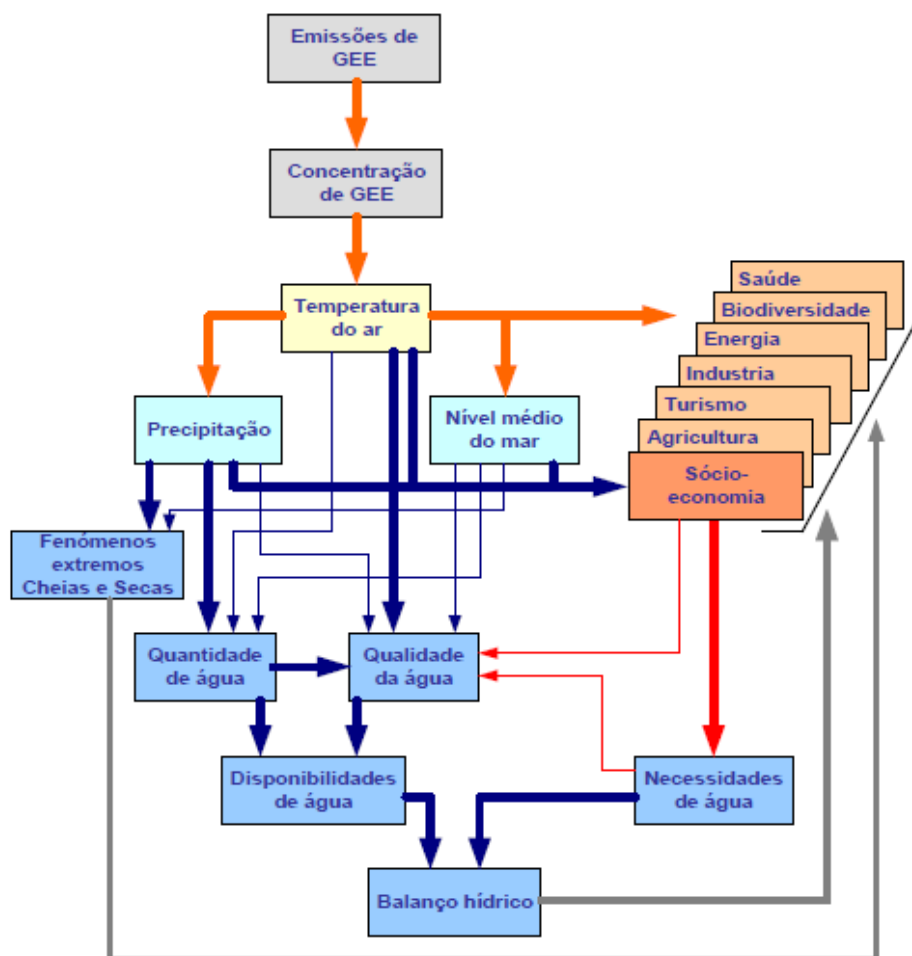 Emissões de
GEE
Concentração
de GEE
Temperatura
do ar
Saúde
Biodiversidade
Energia
Industria
Turismo
Agricultura
Sócio-
economia
Precipitação
Nível médio
do mar
Fenómenos
extremos
Cheias e Secas
Quantidade
de água
Qualidade
da água
Disponibilidades
de água
Necessidades
de água
Balanço hídrico